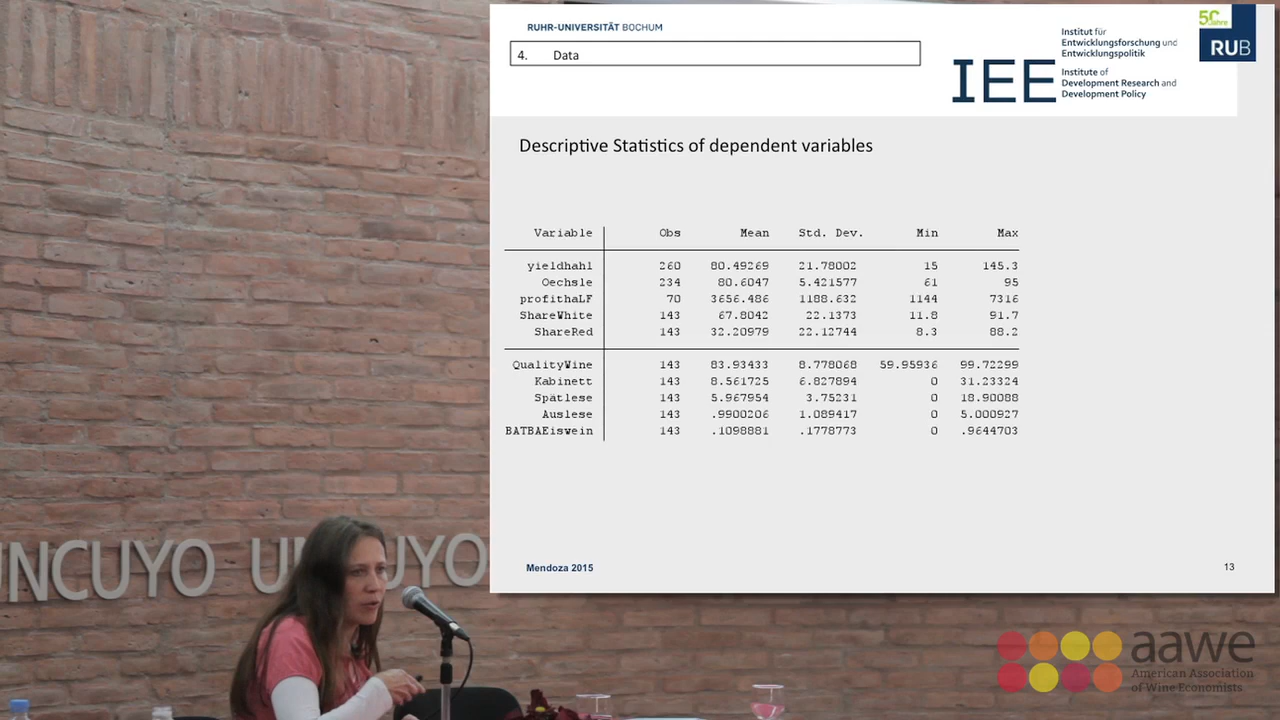 RUHR-UNIVERSITÄT BOCHUM
4. Data
50 Jahre
RUB
IEE
Institut für
Entwicklungsforschung und
Entwicklungspolitik
Institute of
Development Research and
Development Policy
Descriptive Statistics of dependent variables
Variable Obs Mean Std. Dev. Min Max
yieldhahl 260 80.49269 21.78002 15 145.3
Oechsle 234 80.6047 5.421577 61 95
profithaLF 70 3656.486 1188.632 1144 7316
ShareWhite 143 67.8042 22.1373 11.8 91.7
ShareRed 143 32.20979 22.12744 8.3 88.2
QualityWine 143 83.93433 8.778068 59.95936 99.72299
Kabinett 143 8.561725 6.827894 0 31.23324
Spätlese 143 5.967954 3.75231 0 18.90088
Auslese 143 .9900206 1.089417 0 5.000927
BATBAEiswein 143 .1098881 .1778773 0 .9644703
Mendoza 2015
13
UNCUYO UNCUYO
aawe
American Association
of Wine Economists